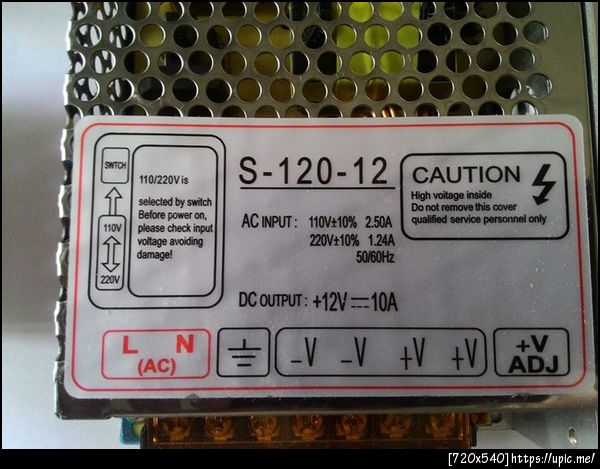 SWITCH
110V
220V
110/220V is
selected by switch
Before power on,
please check input
voltage avoiding
damage!
S-120-12
AC INPUT : 110V±10% 2.50A
220V±10% 1.24A
50/60Hz
DC OUTPUT : +12V⎓10A
CAUTION
High voltage inside
Do not remove this cover
qualified service personnel only
L N
(AC)
-V -V +V +V
+V
ADJ
[720x540]https://upic.me/